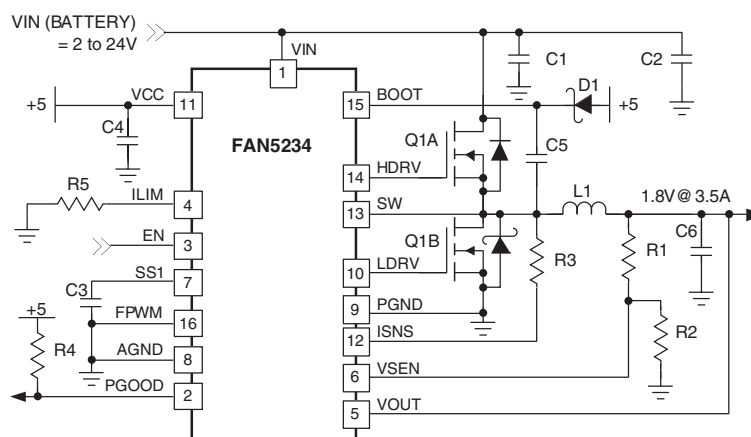 VIN (BATTERY)
= 2 to 24V
VIN
1
C1
C2
D1
+5
+5
VCC
11
15
BOOT
C4
FAN5234
Q1A
C5
R5
ILIM
4
14
HDRV
L1
1.8V@ 3.5A
13
SW
EN
3
Q1B
C6
R1
SS1
7
10
LDRV
R3
C3
9
PGND
+5
FPWM
16
12
ISNS
R2
R4
AGND
8
6
VSEN
PGOOD
2
5
VOUT